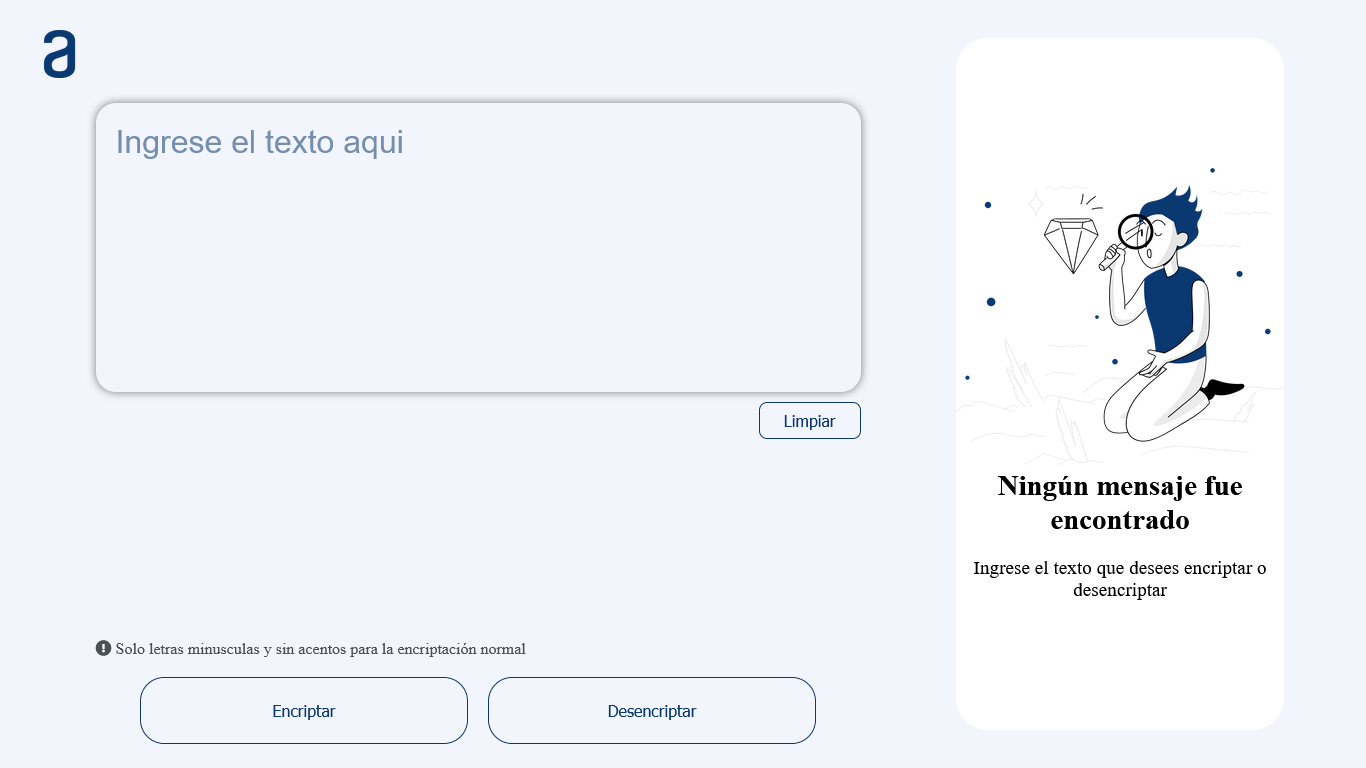 a
Ingrese el texto aqui
Limpiar
Ningún mensaje fue
encontrado
Ingrese el texto que desees encriptar o
desencriptar
Solo letras minusculas y sin acentos para la encriptación normal
Encriptar
Desencriptar